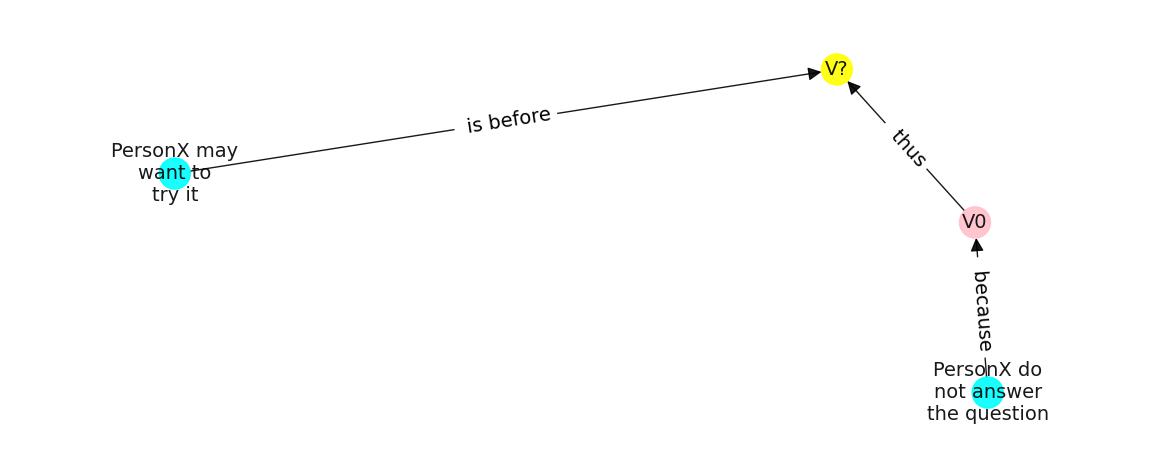 V?
is before
PersonX may
want to
try it
thus
V0
because
PersonX do
not answer
the question